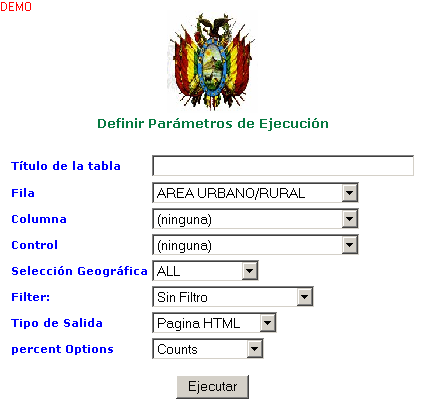 DEMO
Definir Parámetros de Ejecución
Título de la tabla
Fila AREA URBANO/RURAL
Columna (ninguna)
Control (ninguna)
Selección Geográfica ALL
Filter: Sin Filtro
Tipo de Salida Pagina HTML
percent Options Counts
Ejecutar